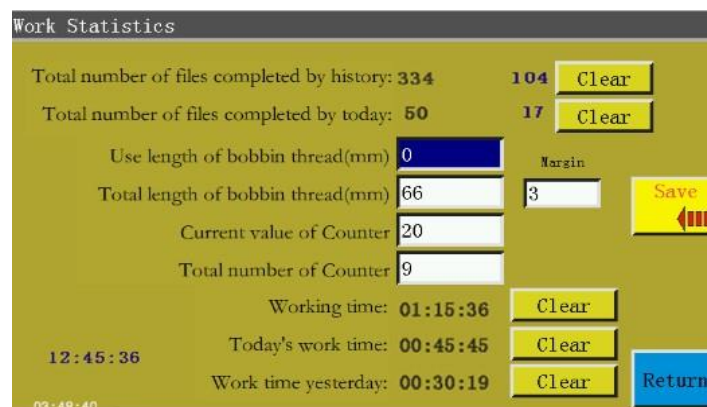 Work Statistics
Total number of files completed by history: 334 104 Clear
Total number of files completed by today: 50 17 Clear
Use length of bobbin thread(mm) 0 Margin
Total length of bobbin thread(mm) 66 3 Save
Current value of Counter 20
Total number of Counter 9
Working time: 01:15:36 Clear
Today's work time: 00:45:45 Clear
12:45:36
Work time yesterday: 00:30:19 Clear Return